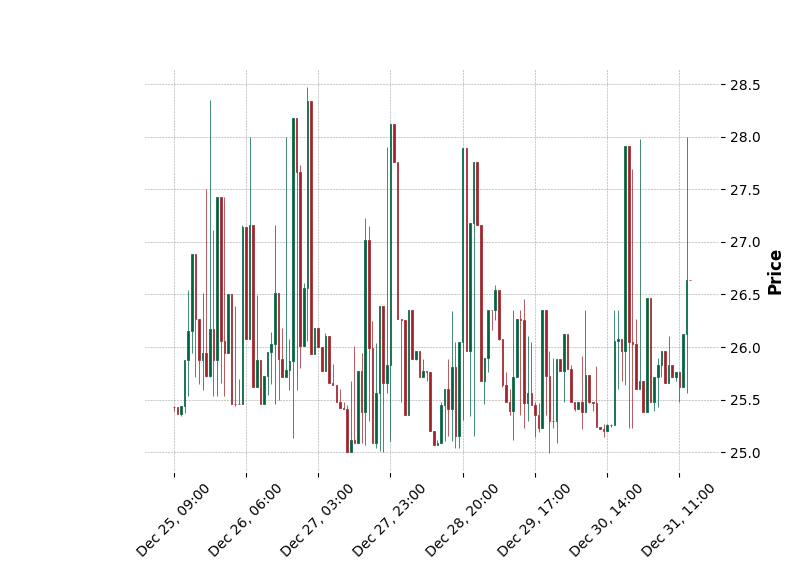 28.5
28.0
27.5
27.0
26.5
26.0
25.5
25.0
Price
Dec 25, 09:00
Dec 26, 06:00
Dec 27, 03:00
Dec 27, 23:00
Dec 28, 20:00
Dec 29, 17:00
Dec 30, 14:00
Dec 31, 11:00